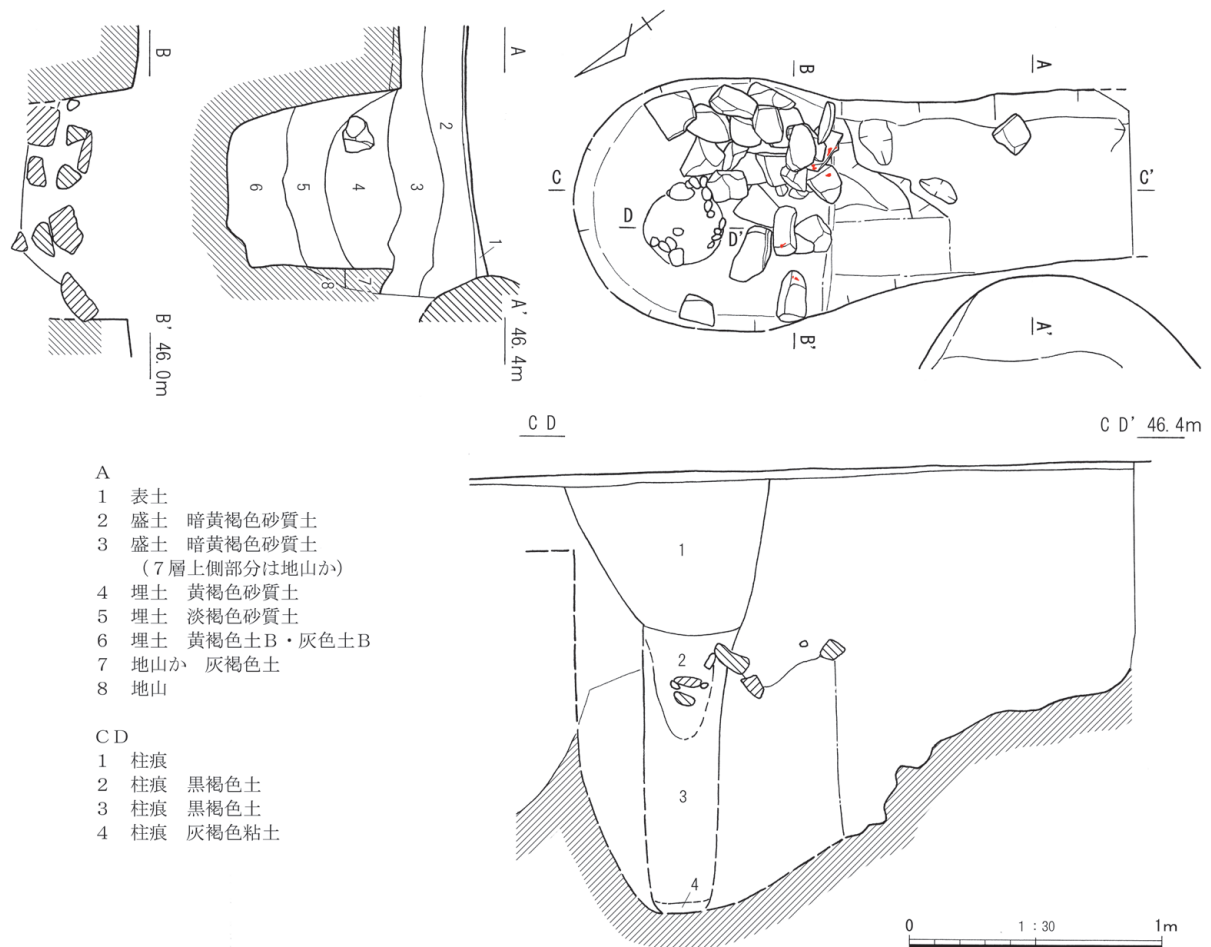 B
B' 46.0m
A
A' 46.4m
1
2
3
4
5
6
7
8
B
A
C
C'
D
D'
B'
A'
C D
C D' 46.4m
1
2
3
4
A
1 表土
2 盛土 暗黄褐色砂質土
3 盛土 暗黄褐色砂質土
（７層上側部分は地山か）
4 埋土 黄褐色砂質土
5 埋土 淡褐色砂質土
6 埋土 黄褐色土Ｂ・灰色土Ｂ
7 地山か 灰褐色土
8 地山
C D
1 柱痕
2 柱痕 黒褐色土
3 柱痕 黒褐色土
4 柱痕 灰褐色粘土
0 1：30 1m